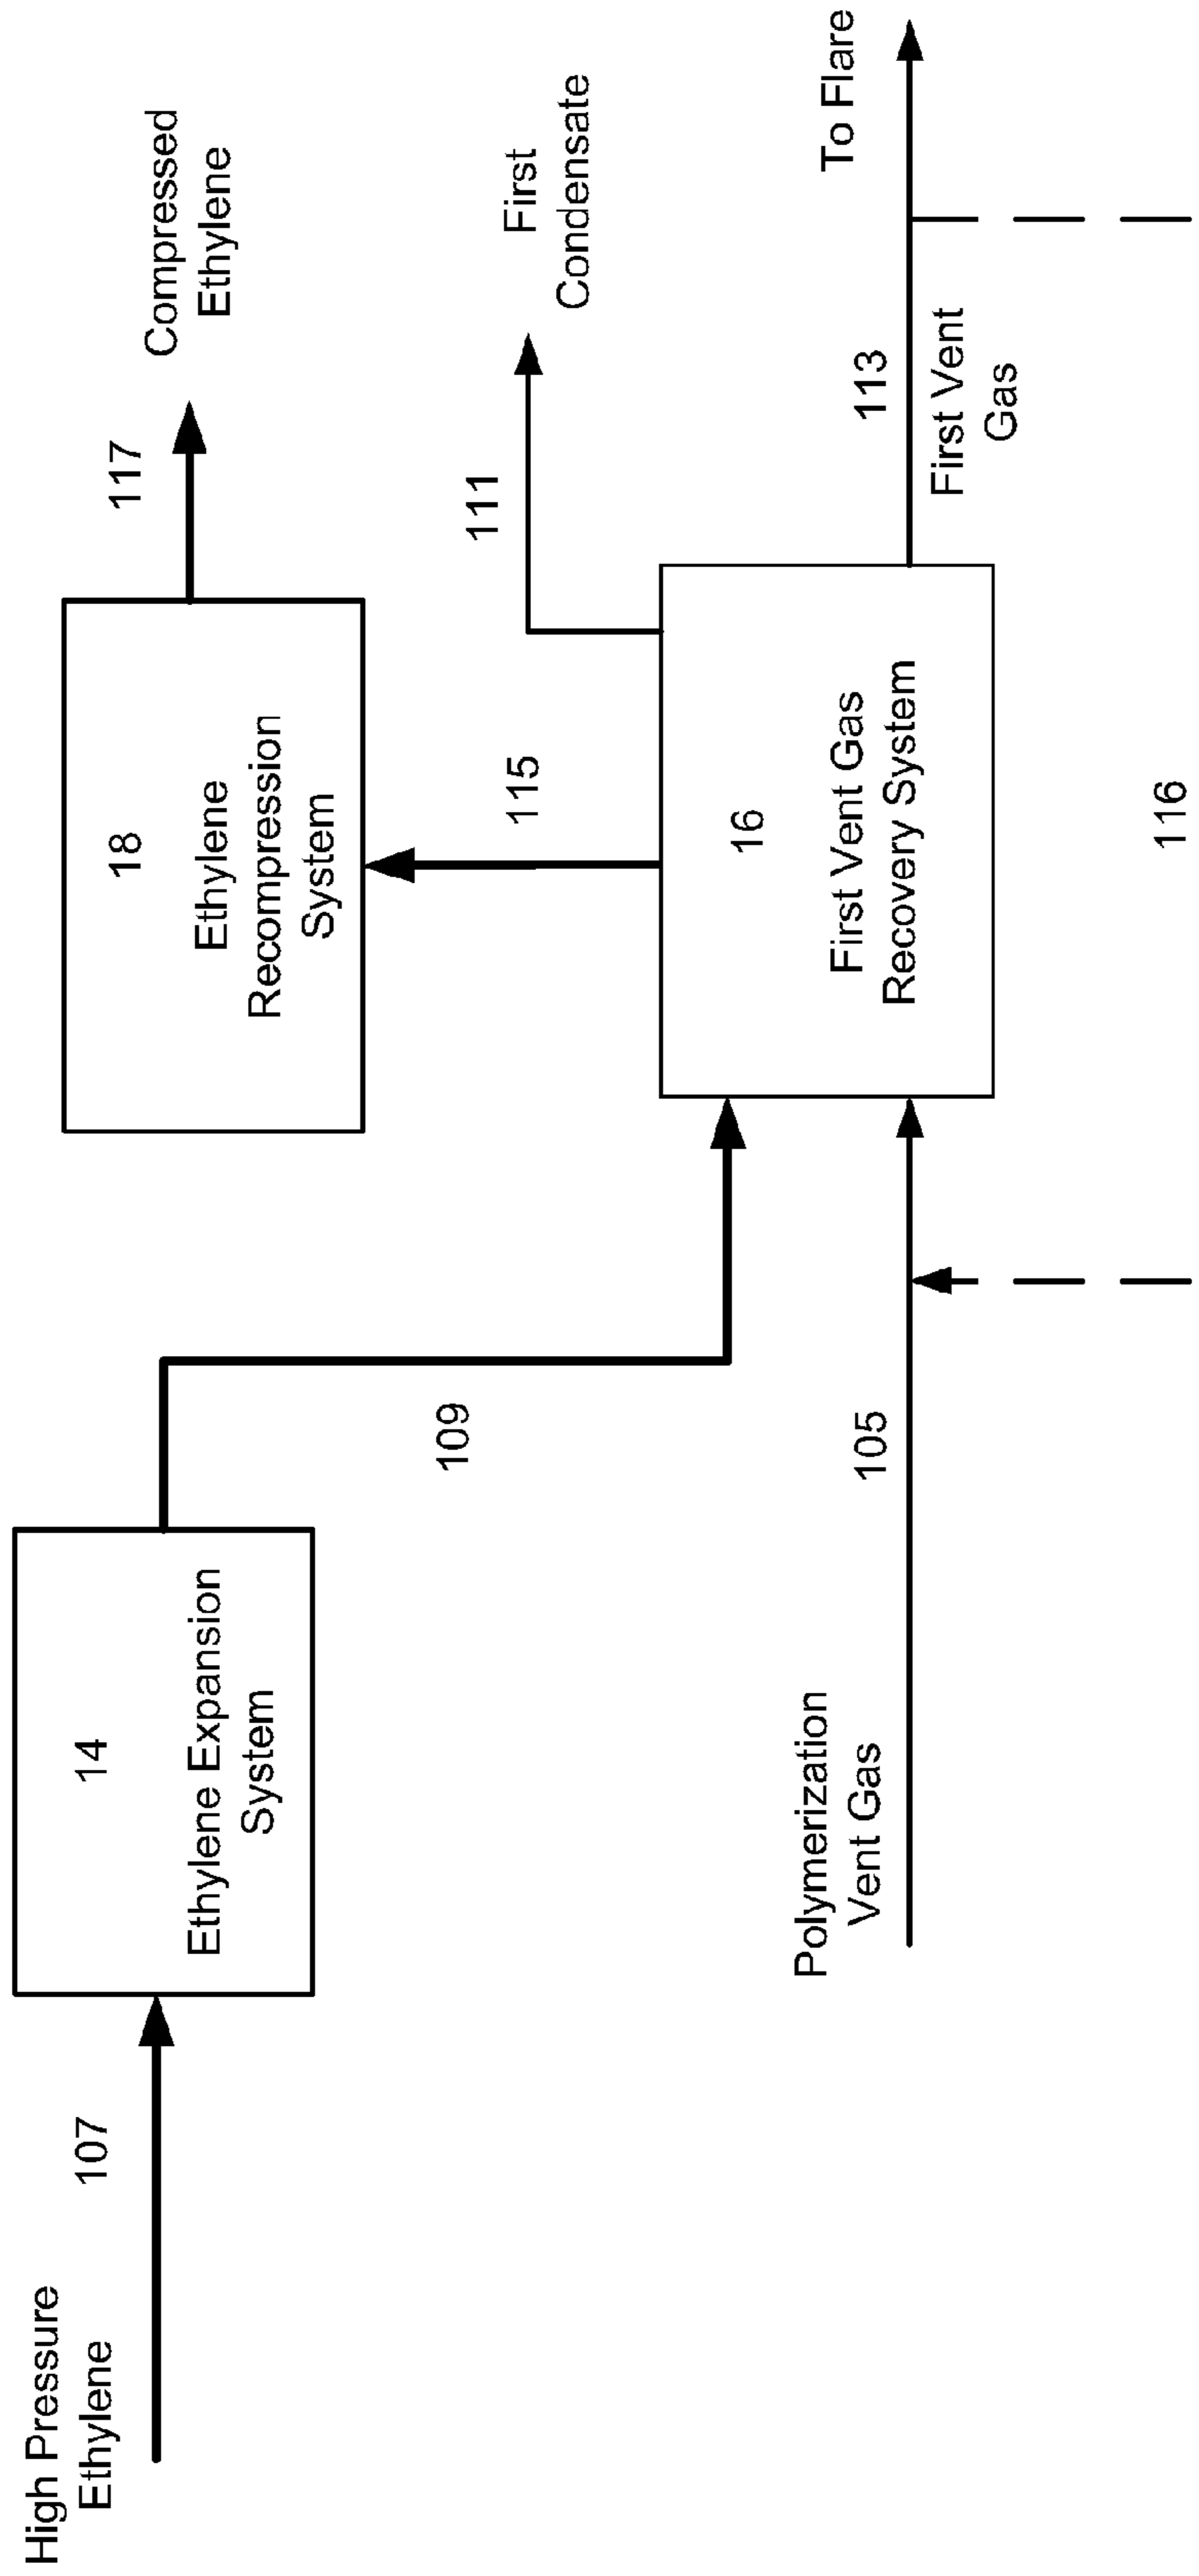 High Pressure
Ethylene
107
14
Ethylene Expansion
System
109
18
Ethylene
Recompression
System
117
Compressed
Ethylene
115
111
First
Condensate
Polymerization
Vent Gas
105
16
First Vent Gas
Recovery System
113
First Vent
Gas
To Flare
116